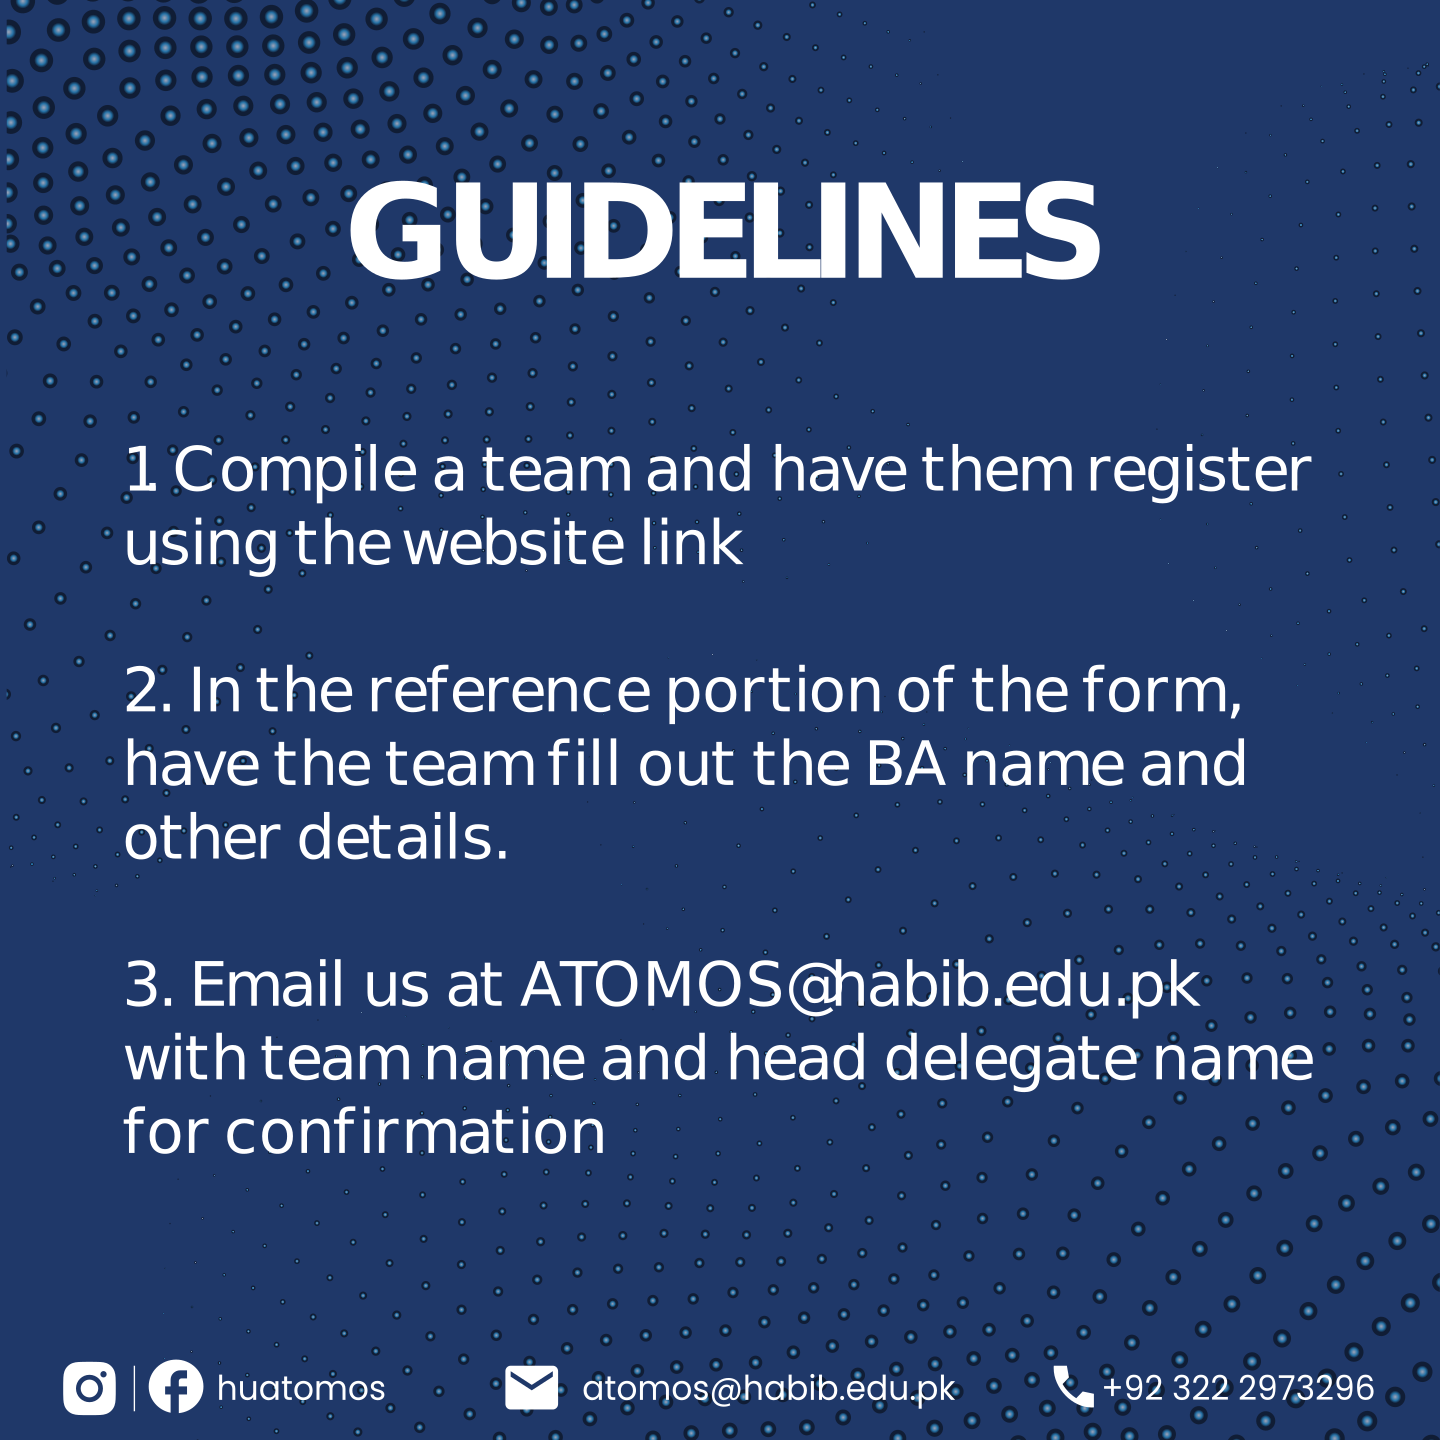 GUIDELINES
1. Compile a team and have them register
using the website link
2. In the reference portion of the form,
have the team fill out the BA name and
other details.
3. Email us at ATOMOS@habib.edu.pk
with team name and head delegate name
for confirmation
huatomos
atomos@habib.edu.pk
+92 322 2973296